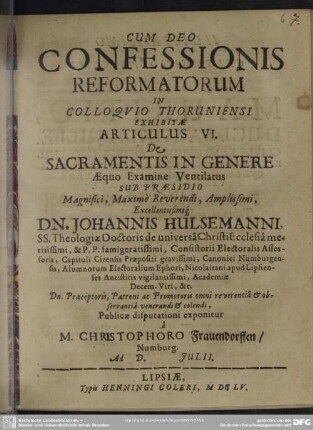 67.
CUM DEO
CONFESSIONIS
REFORMATORUM
IN
COLLOQVIO THORUNIENSI
EXHIBITÆ
ARTICULUS VI.
De
SACRAMENTIS IN GENERE
Æquo Examine Ventilatus
SUB PRÆSIDIO
Magnifici, Maximè Reverendi, Amplissimi,
Excellentissimiq́
DN. JOHANNIS HULSEMANNI,
SS. Theologiæ Doctoris de universâ Christi Ecclesiâ me-
ritissimi, & P. P. famigeratissimi, Consistorii Electoralis Asses-
soris, Capituli Citensis Præpositi gravissimi, Canonici Numburgen-
sis, Alumnorum Electoralium Ephori, Nicolaitani apud Lipsien-
ses Antistitis vigilantissimi, Academiæ
Decem-Viri, &c.
Dn. Præceptoris, Patroni ac Promotoris omni reverentiâ & ob-
servantiâ venerandi & colendi,
Publicæ disputationi exponitur
à
M. CHRISTOPHORO Frauendorffen/
Numburg.
Ad D. JULII.
LIPSIÆ,
Typis HENNINGI COLERI, M DC LV.
DFG